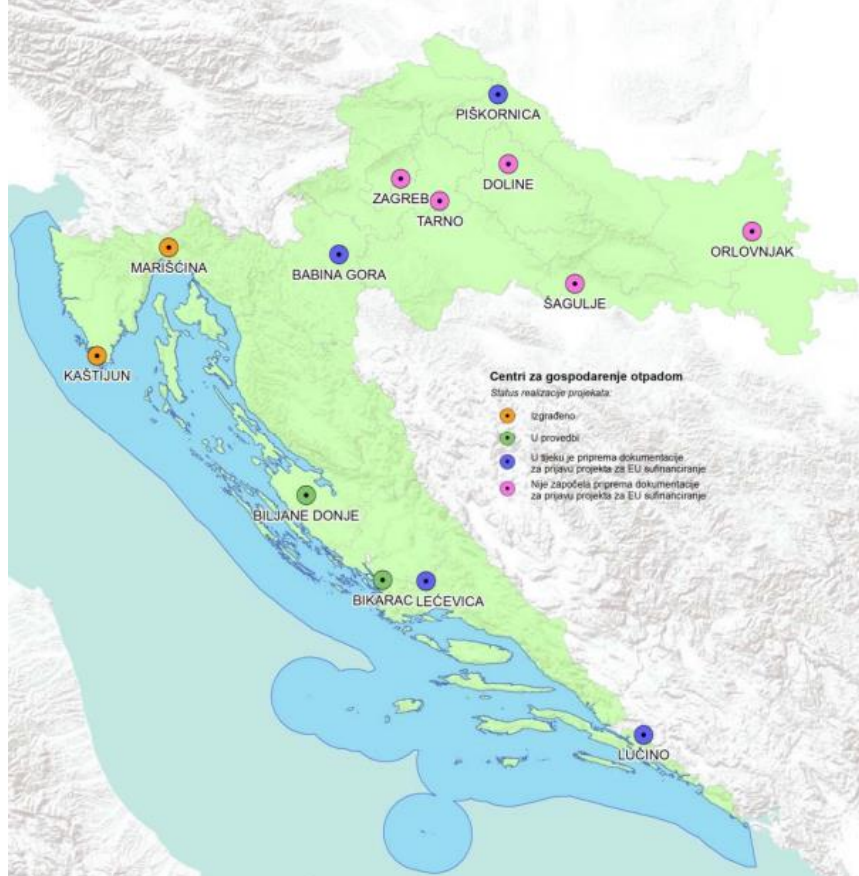 PIŠKORNICA
DOLINE
ZAGREB
TARNO
ORLOVNJAK
MARIŠĆINA
BABINA GORA
ŠAGULJE
KAŠTIJUN
Centri za gospodarenje otpadom
Status realizacije projekata:
Izgrađeno
U provedbi
U tijeku je priprema dokumentacije
za prijavu projekta za EU sufinanciranje
Nije započeta priprema dokumentacije
za prijavu projekta za EU sufinanciranje
BILJANE DONJE
BIKARAC
LEĆEVICA
LUČINO